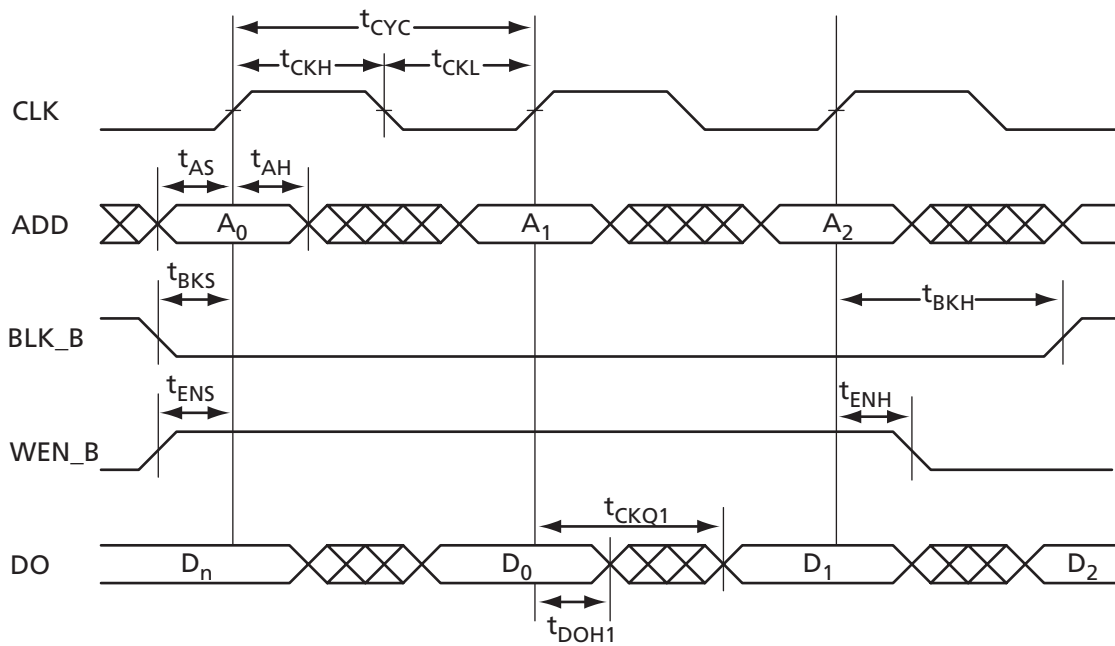 tCYC
tCKH tCKL
CLK
tAS tAH
ADD A0 A1 A2
tBKS tBKH
BLK_B
tENS tENH
WEN_B
tCKQ1
DO Dn D0 D1 D2
tDOH1